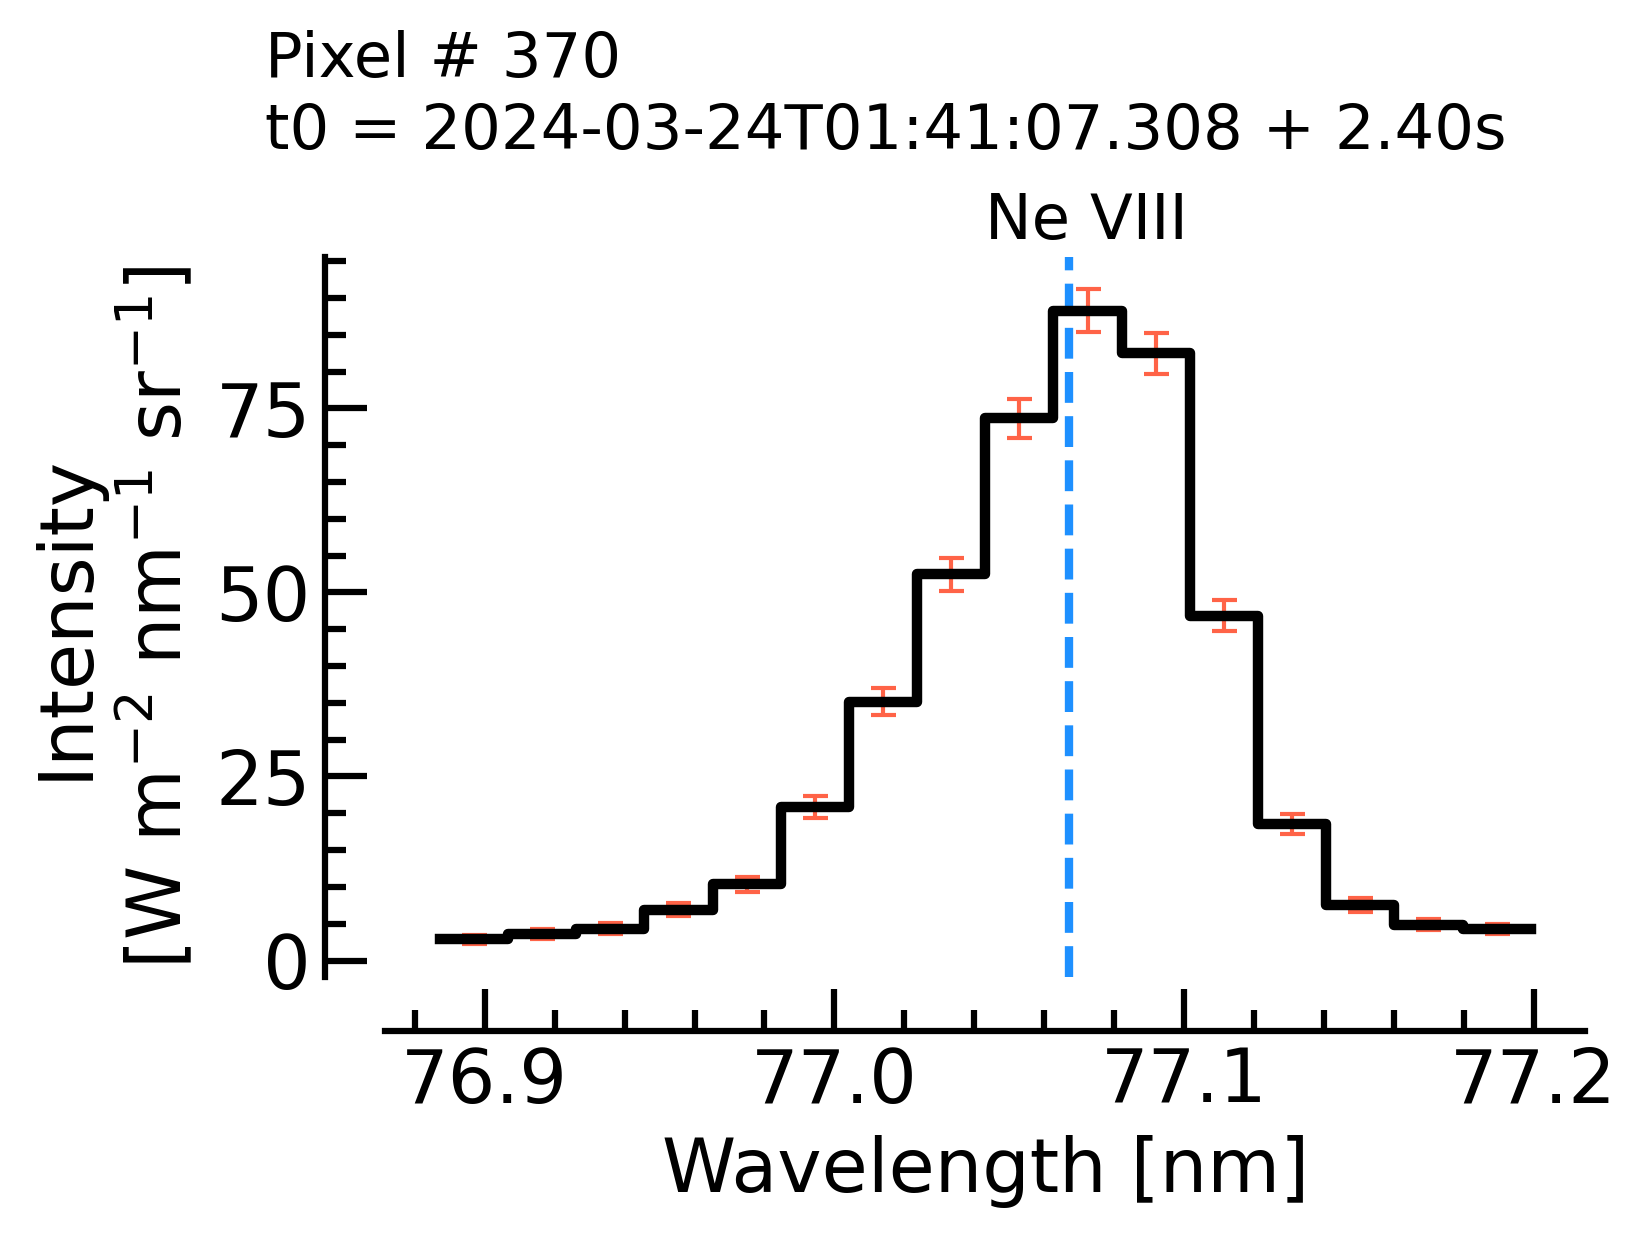 Pixel # 370
t0 = 2024-03-24T01:41:07.308 + 2.40s
Ne VIII
Intensity
[W m⁻² nm⁻¹ sr⁻¹]
75
50
25
0
76.9 77.0 77.1 77.2
Wavelength [nm]